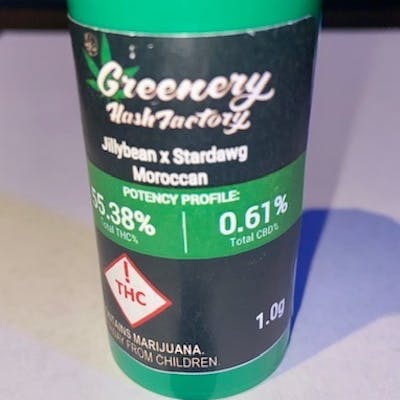 Greenery
Hash Factory
Jillybean x Stardawg
Moroccan
POTENCY PROFILE:
55.38% 0.61%
Total THC% Total CBD%
!
THC
1.0g
MARIJUANA.
FROM CHILDREN.